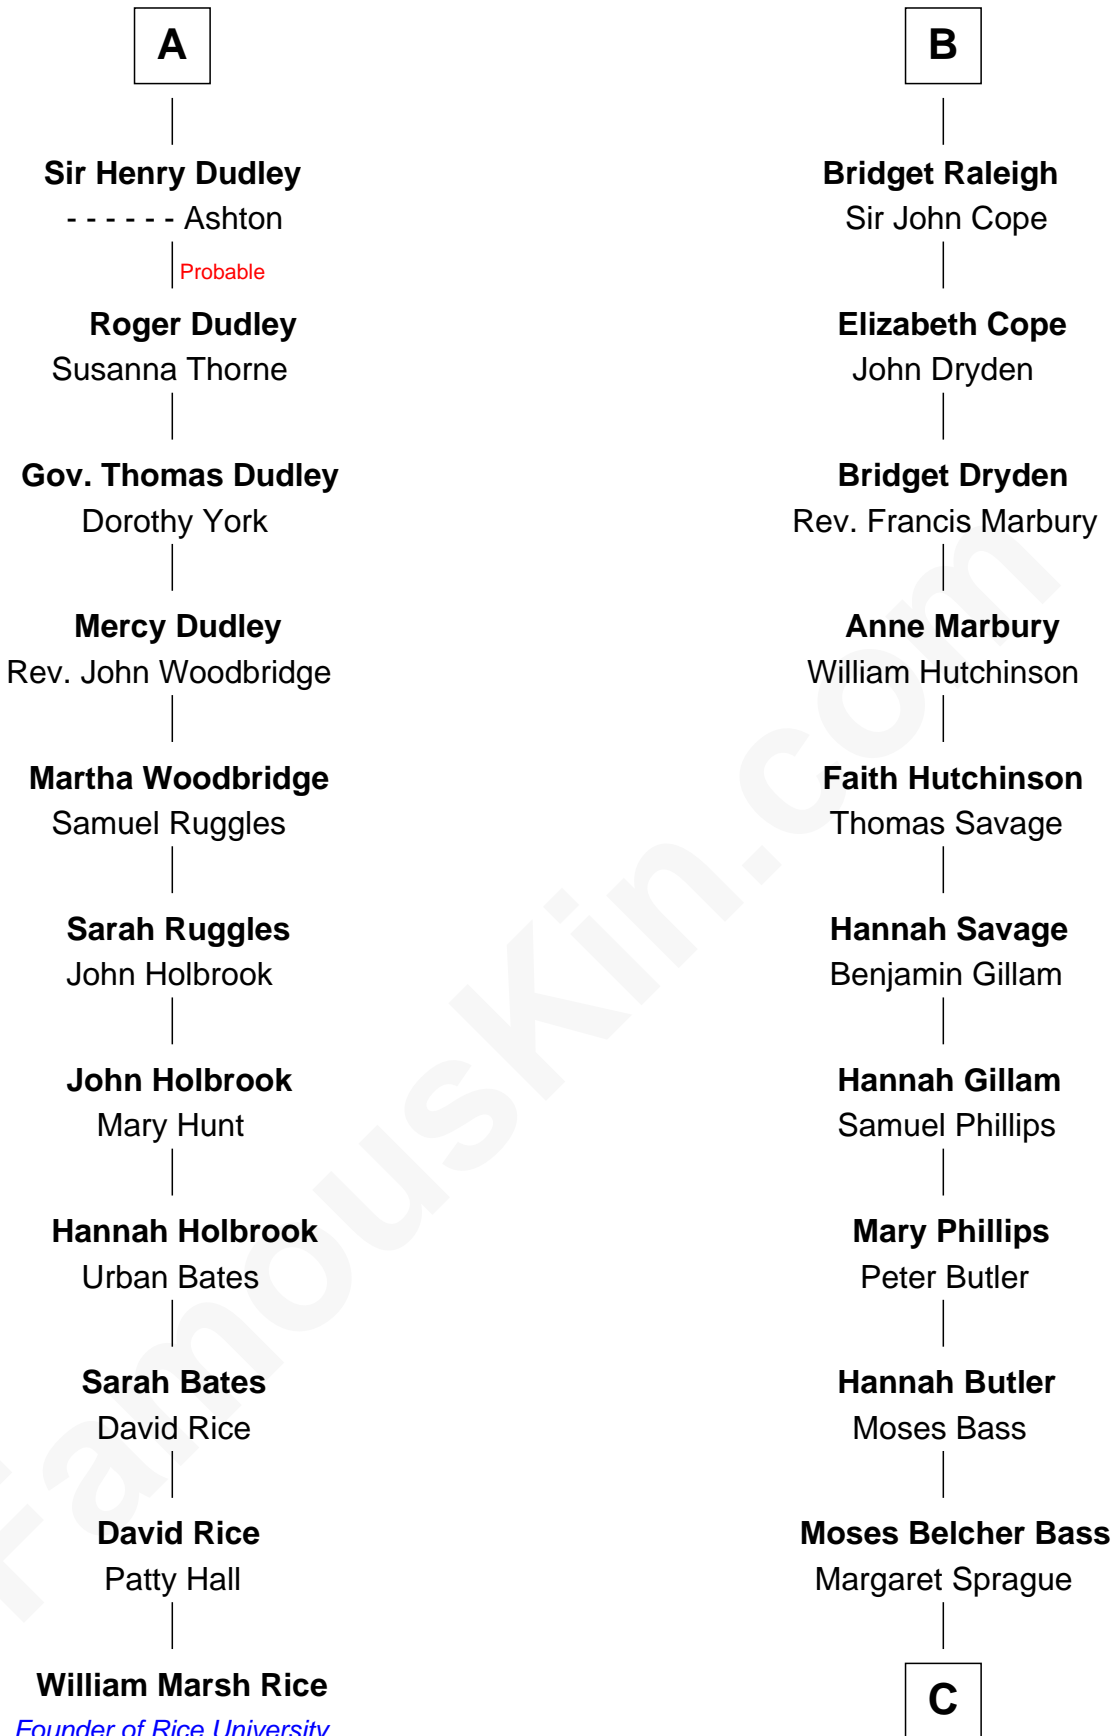 A
Sir Henry Dudley
- - - - - - Ashton
Probable
Roger Dudley
Susanna Thorne
Gov. Thomas Dudley
Dorothy York
Mercy Dudley
Rev. John Woodbridge
Martha Woodbridge
Samuel Ruggles
Sarah Ruggles
John Holbrook
John Holbrook
Mary Hunt
Hannah Holbrook
Urban Bates
Sarah Bates
David Rice
David Rice
Patty Hall
William Marsh Rice
Founder of Rice University
B
Bridget Raleigh
Sir John Cope
Elizabeth Cope
John Dryden
Bridget Dryden
Rev. Francis Marbury
Anne Marbury
William Hutchinson
Faith Hutchinson
Thomas Savage
Hannah Savage
Benjamin Gillam
Hannah Gillam
Samuel Phillips
Mary Phillips
Peter Butler
Hannah Butler
Moses Bass
Moses Belcher Bass
Margaret Sprague
C
FamousKin.com